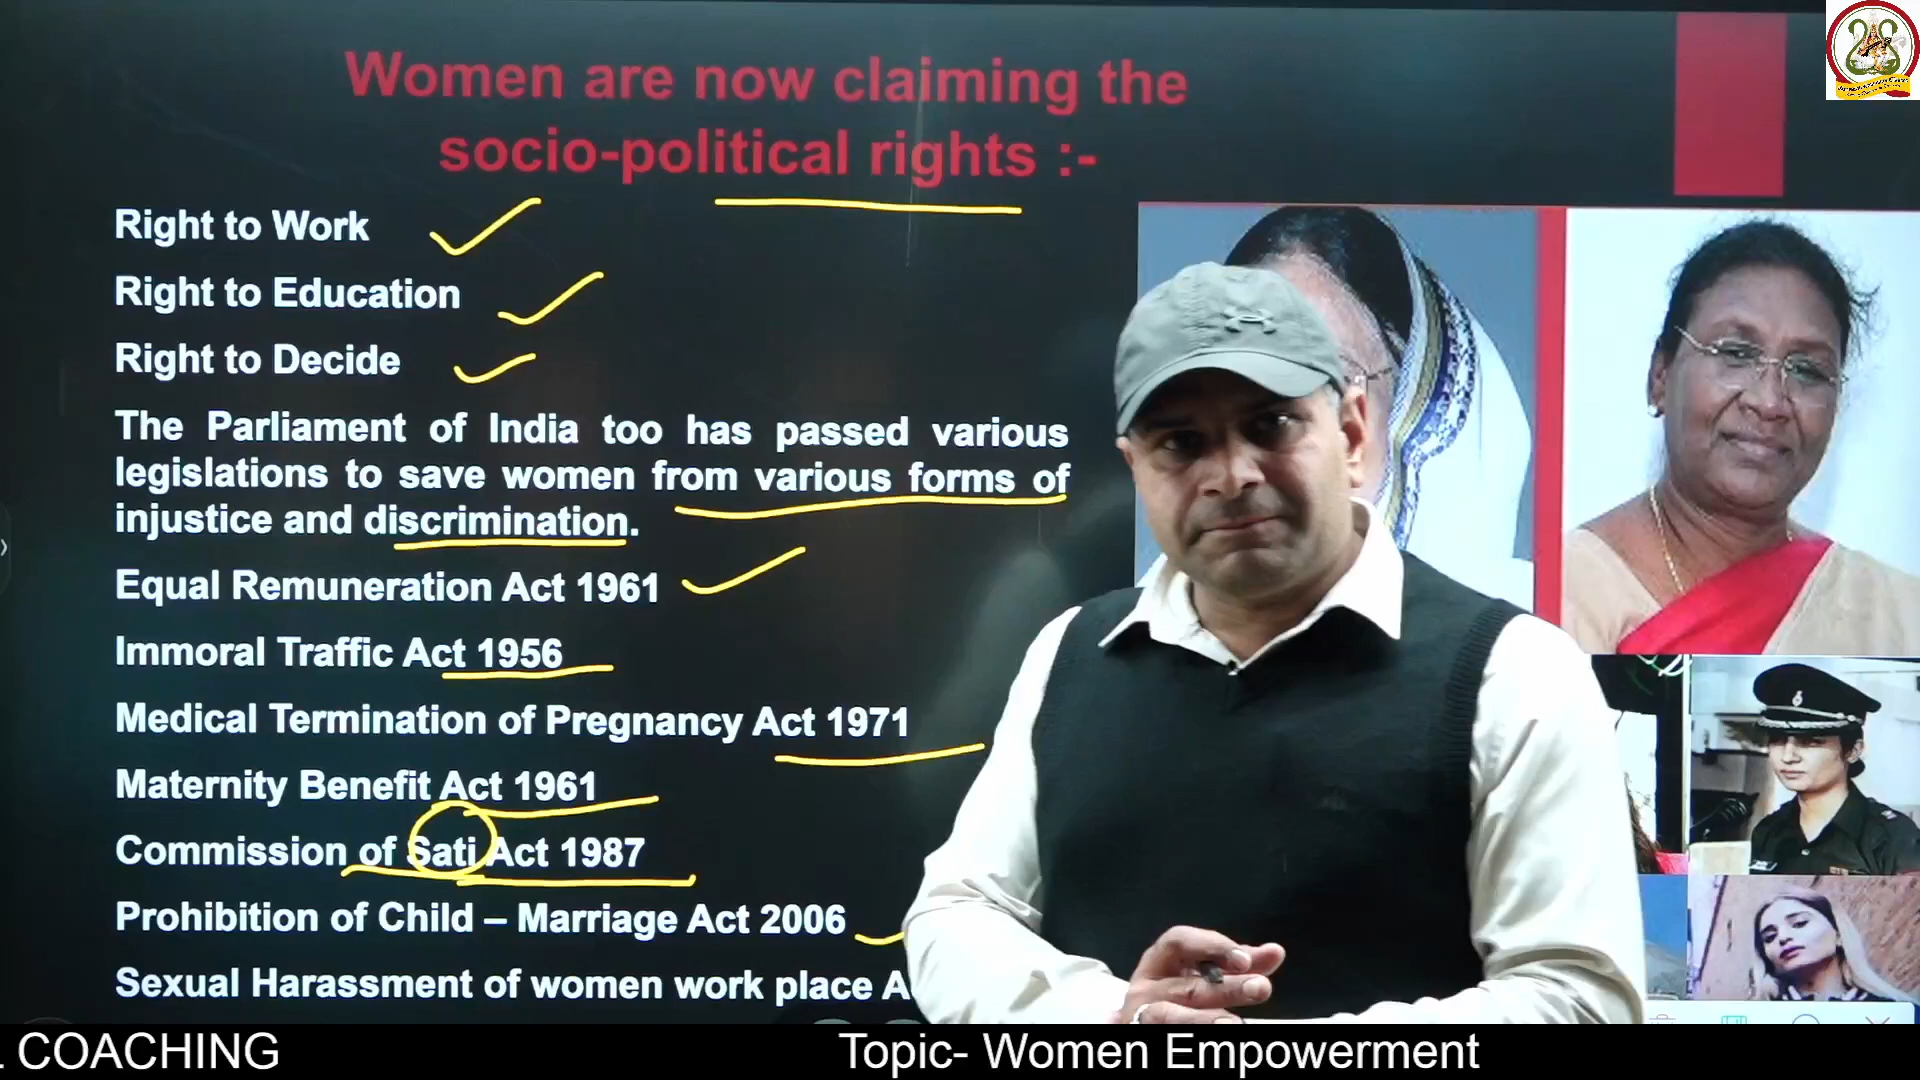 Women are now claiming the
socio-political rights :-
Right to Work
Right to Education
Right to Decide
The Parliament of India too has passed various
legislations to save women from various forms of
injustice and discrimination.
Equal Remuneration Act 1961
Immoral Traffic Act 1956
Medical Termination of Pregnancy Act 1971
Maternity Benefit Act 1961
Commission of Sati Act 1987
Prohibition of Child – Marriage Act 2006
Sexual Harassment of women work place A
COACHING
Topic- Women Empowerment